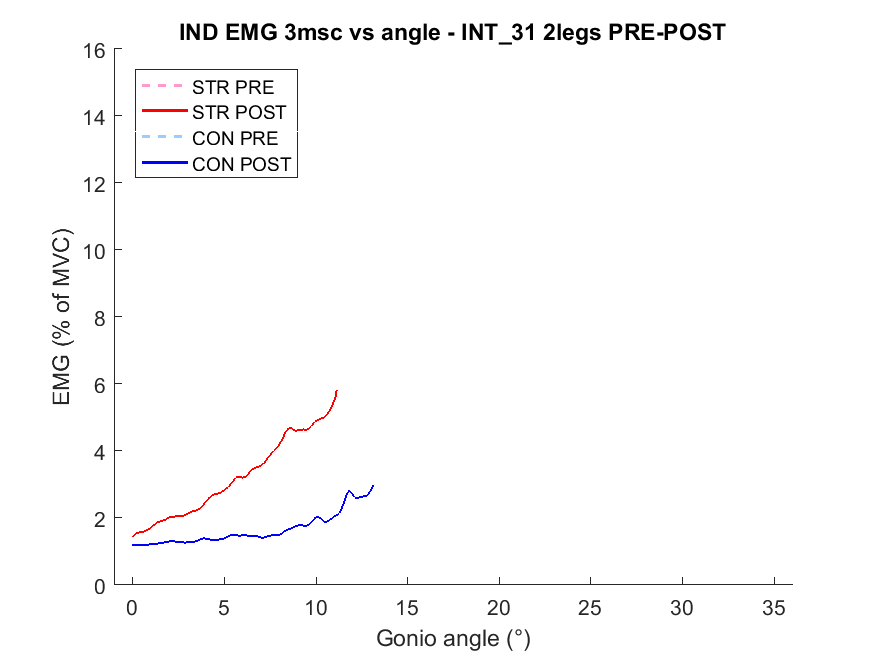 IND EMG 3msc vs angle - INT_31 2legs PRE-POST
16
14
12
10
8
6
4
2
0
EMG (% of MVC)
STR PRE
STR POST
CON PRE
CON POST
0 5 10 15 20 25 30 35
Gonio angle (°)